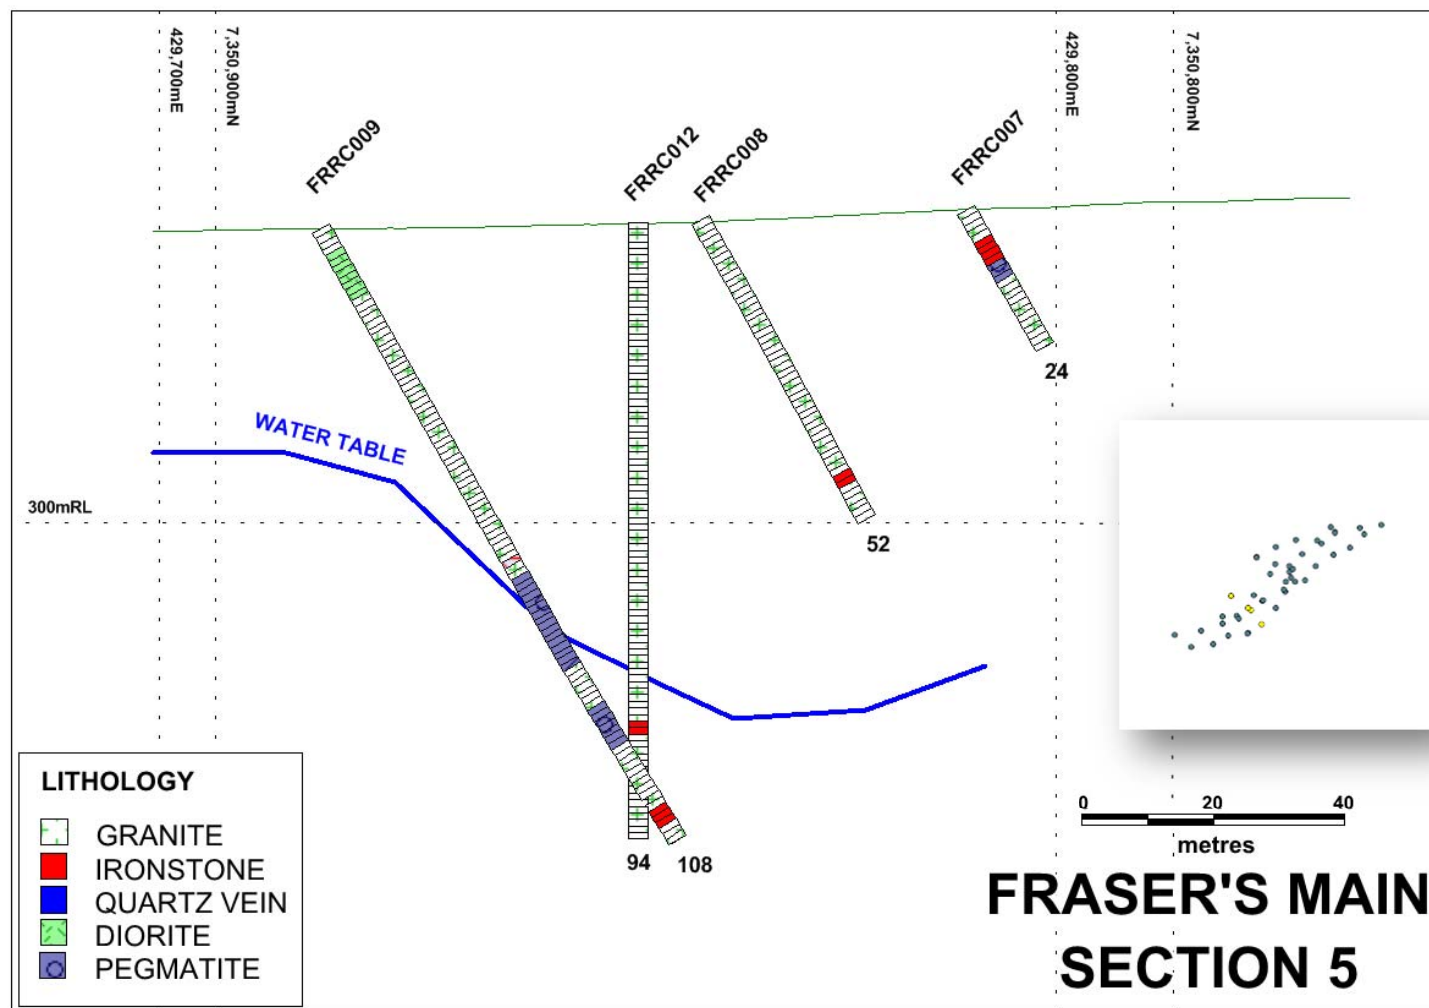 429,700mE
7,350,900mN
429,800mE
7,350,800mN
FRRC009
FRRC012
FRRC008
FRRC007
24
WATER TABLE
300mRL
52
LITHOLOGY
GRANITE
IRONSTONE
QUARTZ VEIN
DIORITE
PEGMATITE
94
108
0 20 40
metres
FRASER'S MAIN
SECTION 5